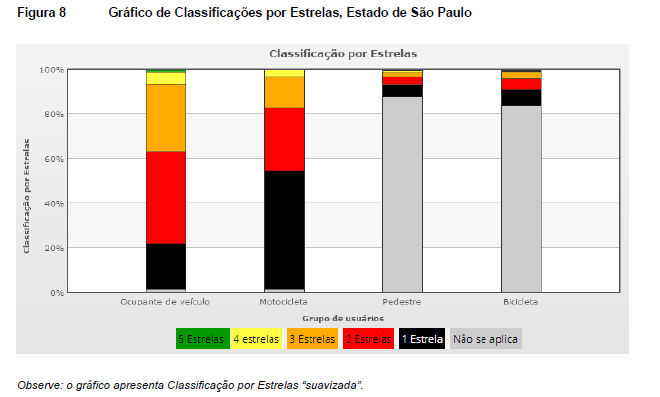 Figura 8 Gráfico de Classificações por Estrelas, Estado de São Paulo
Classificação por Estrelas
100%
80%
60%
40%
20%
0%
Classificação por Estrelas
Ocupante de veículo Motocicleta Pedestre Bicicleta
Grupo de usuários
5 Estrelas 4 estrelas 3 Estrelas 2 Estrelas 1 Estrela Não se aplica
Observe: o gráfico apresenta Classificação por Estrelas “suavizada”.